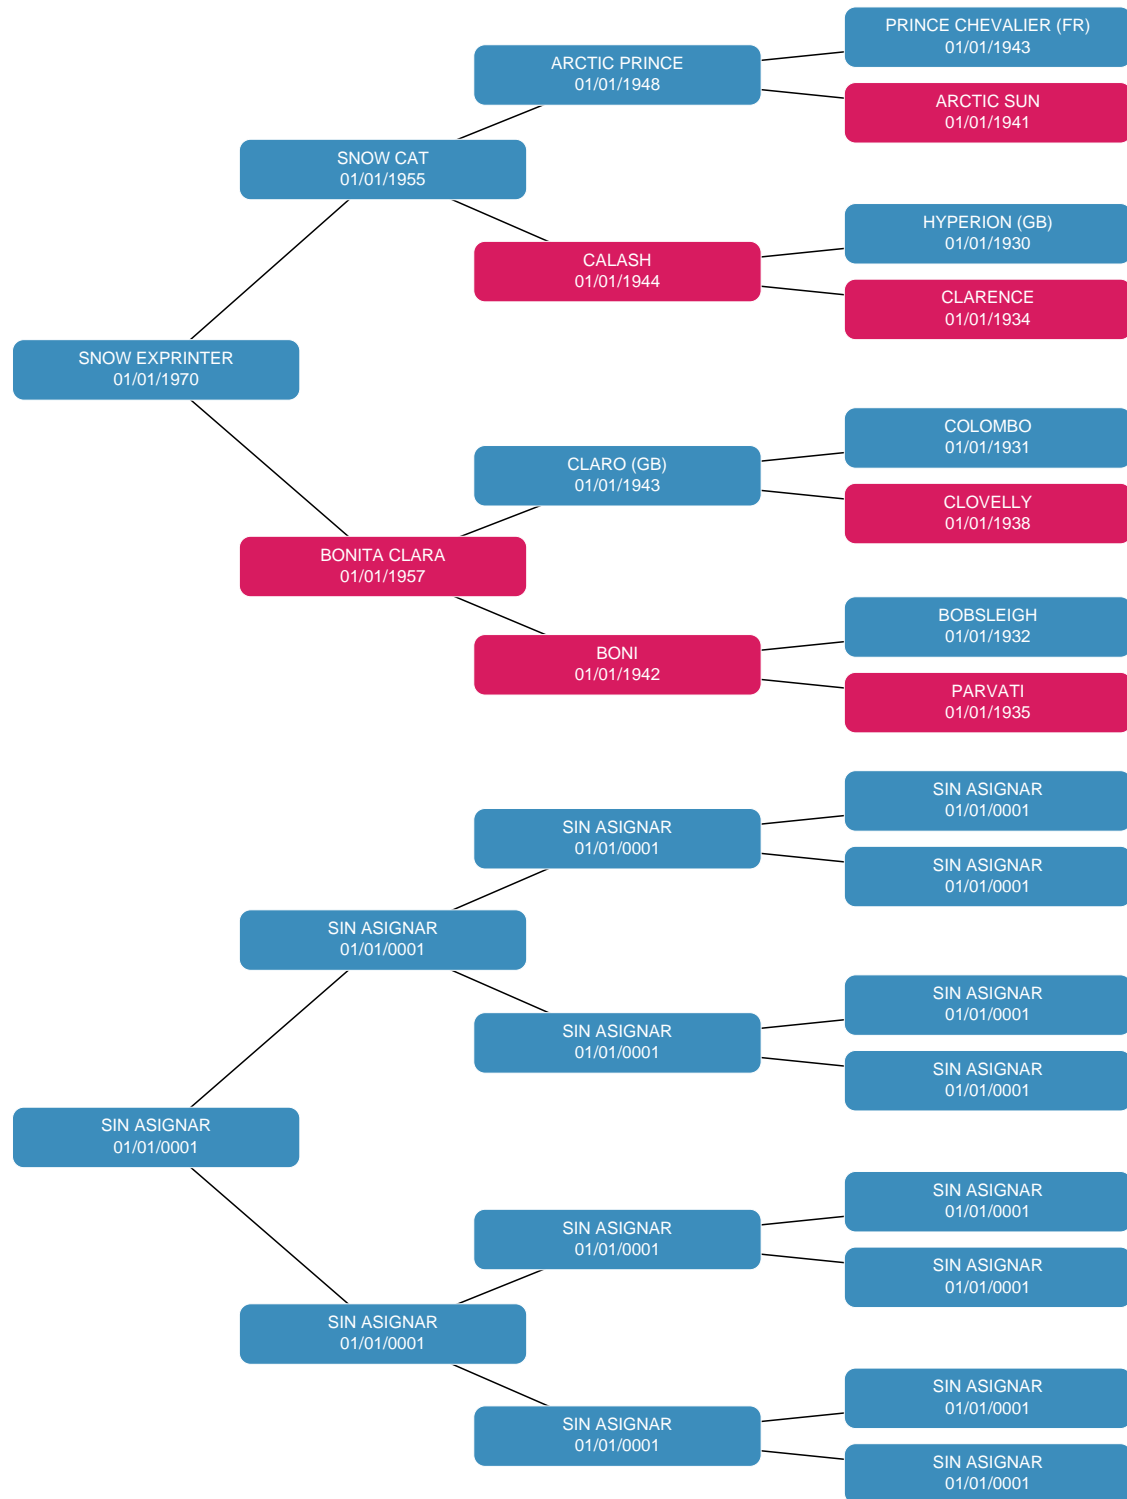 PRINCE CHEVALIER (FR)
01/01/1943
ARCTIC PRINCE
01/01/1948
ARCTIC SUN
01/01/1941
SNOW CAT
01/01/1955
HYPERION (GB)
01/01/1930
CALASH
01/01/1944
CLARENCE
01/01/1934
SNOW EXPRINTER
01/01/1970
COLOMBO
01/01/1931
CLARO (GB)
01/01/1943
CLOVELLY
01/01/1938
BONITA CLARA
01/01/1957
BOBSLEIGH
01/01/1932
BONI
01/01/1942
PARVATI
01/01/1935
SIN ASIGNAR
01/01/0001
SIN ASIGNAR
01/01/0001
SIN ASIGNAR
01/01/0001
SIN ASIGNAR
01/01/0001
SIN ASIGNAR
01/01/0001
SIN ASIGNAR
01/01/0001
SIN ASIGNAR
01/01/0001
SIN ASIGNAR
01/01/0001
SIN ASIGNAR
01/01/0001
SIN ASIGNAR
01/01/0001
SIN ASIGNAR
01/01/0001
SIN ASIGNAR
01/01/0001
SIN ASIGNAR
01/01/0001
SIN ASIGNAR
01/01/0001
SIN ASIGNAR
01/01/0001